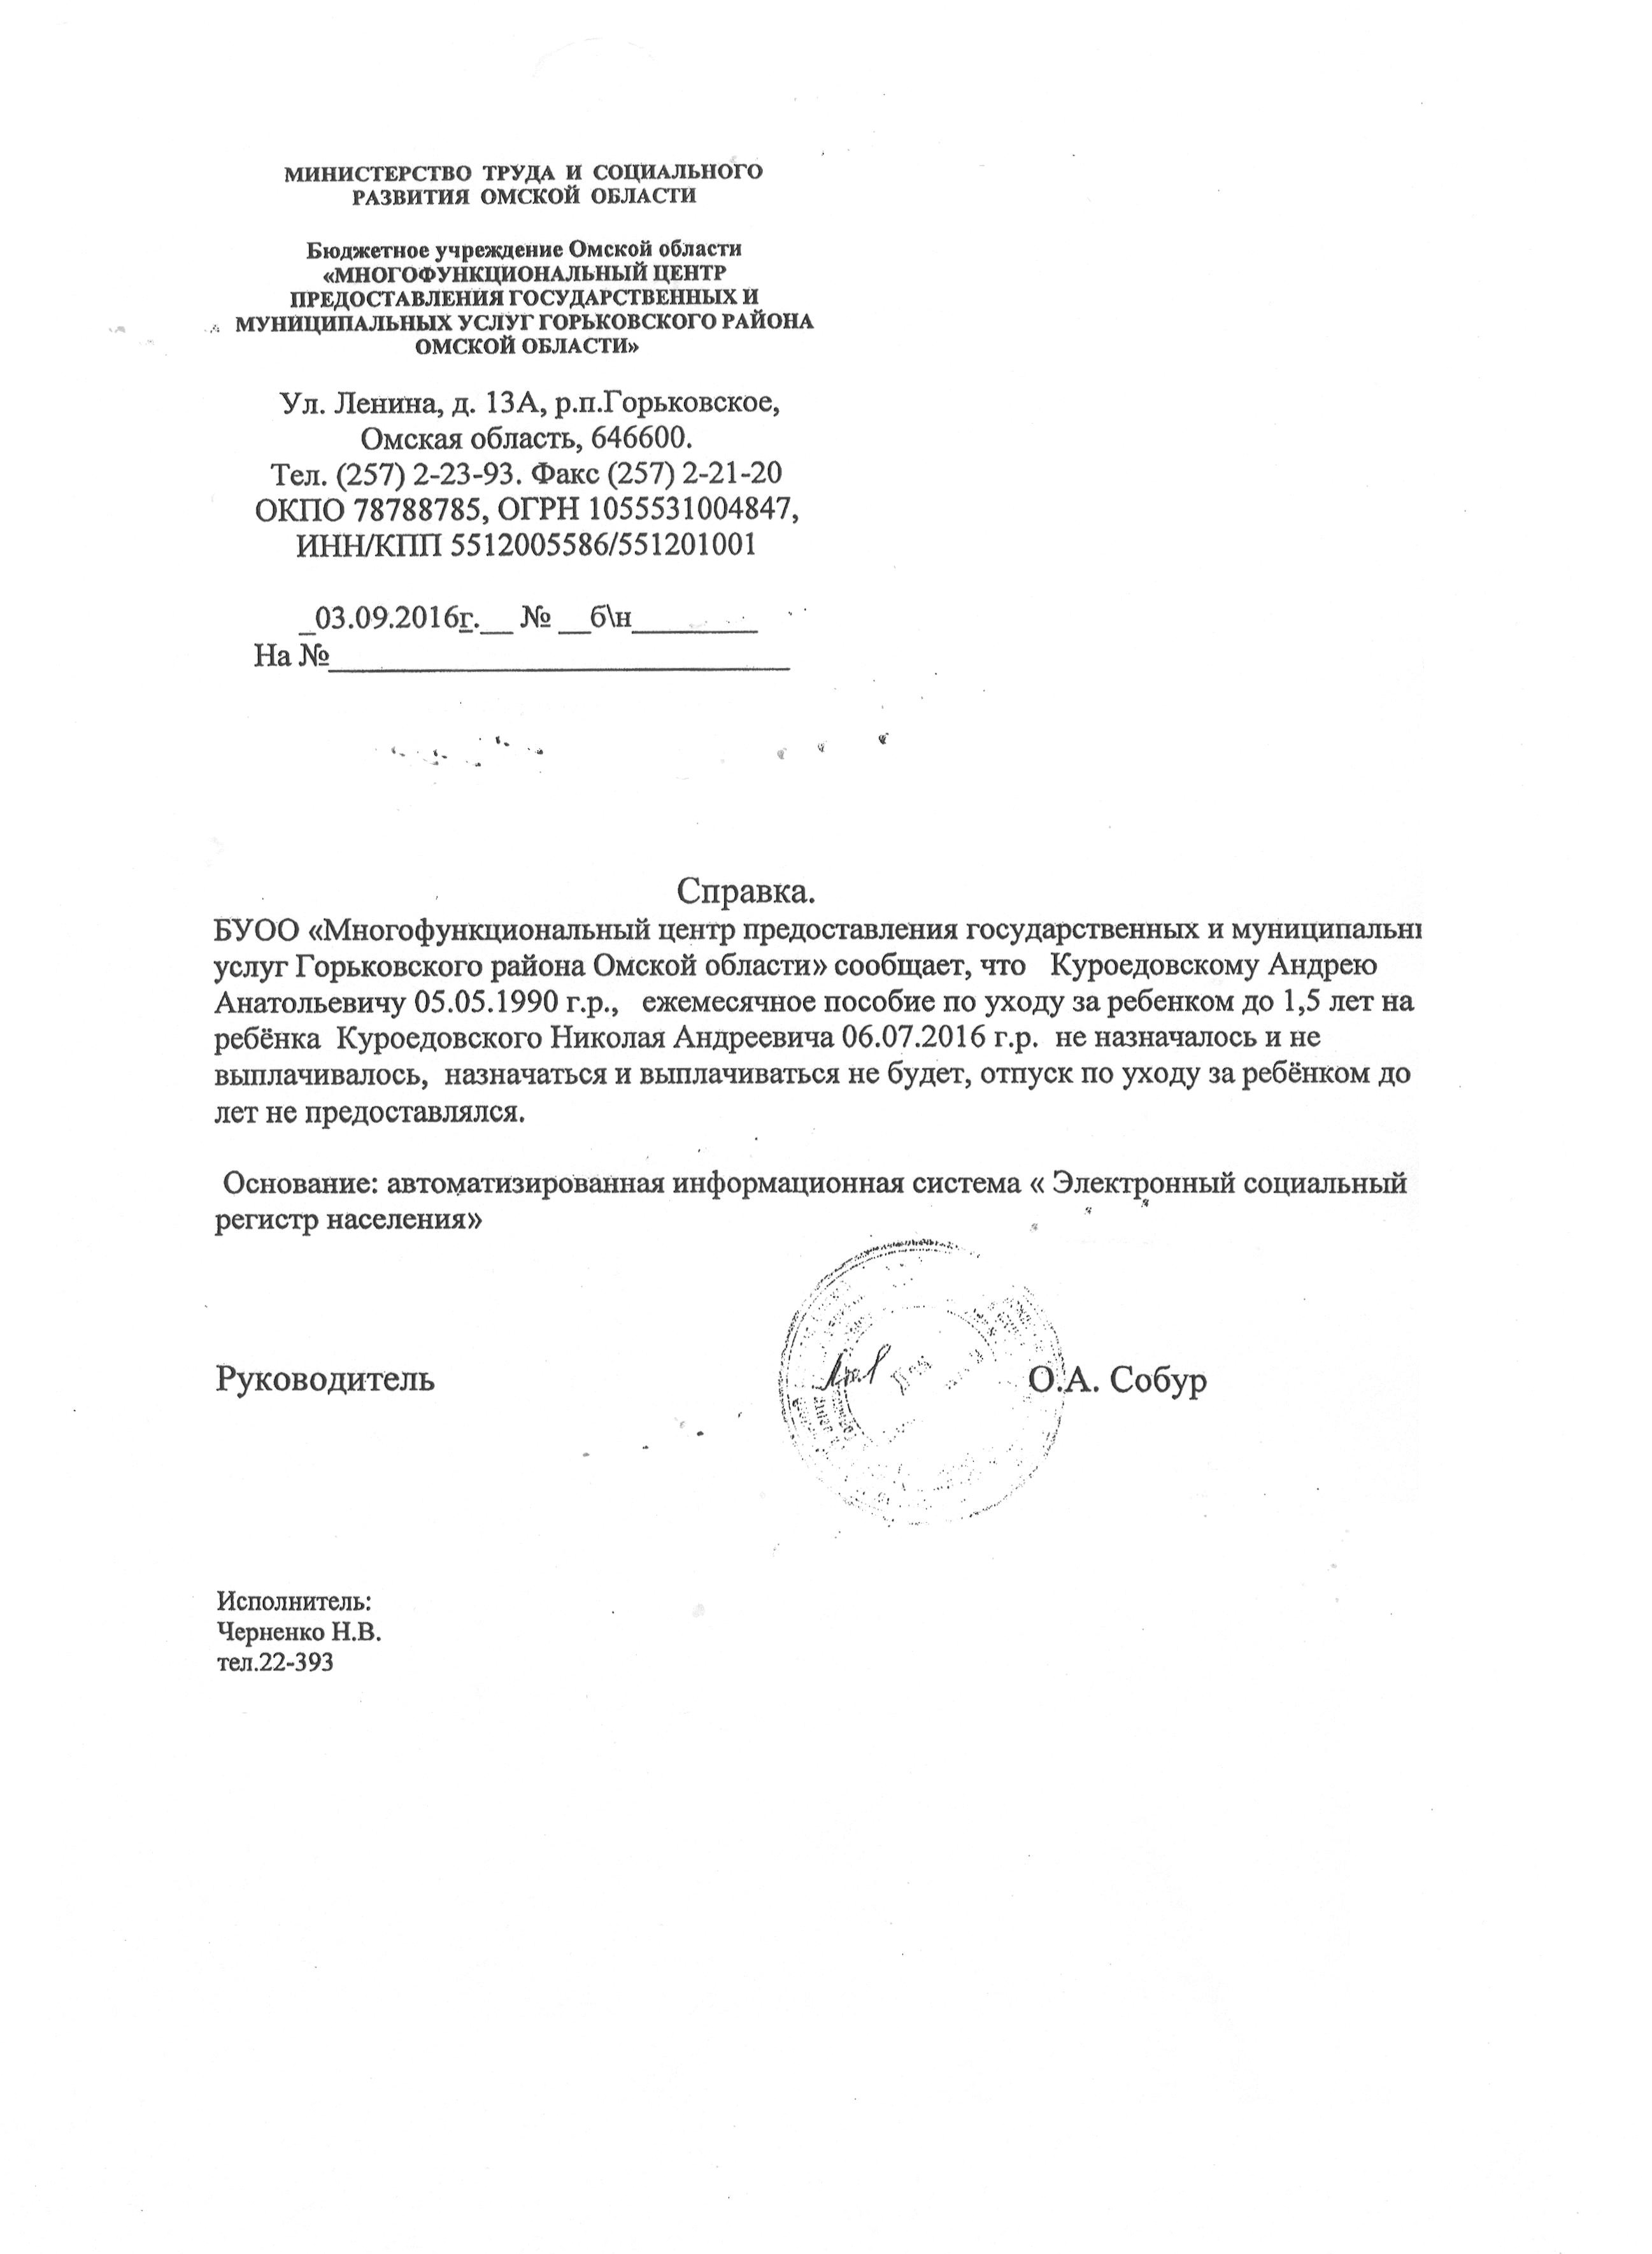 МИНИСТЕРСТВО ТРУДА И СОЦИАЛЬНОГО
РАЗВИТИЯ ОМСКОЙ ОБЛАСТИ
Бюджетное учреждение Омской области
«МНОГОФУНКЦИОНАЛЬНЫЙ ЦЕНТР
ПРЕДОСТАВЛЕНИЯ ГОСУДАРСТВЕННЫХ И
МУНИЦИПАЛЬНЫХ УСЛУГ ГОРЬКОВСКОГО РАЙОНА
ОМСКОЙ ОБЛАСТИ»
Ул. Ленина, д. 13А, р.п.Горьковское,
Омская область, 646600.
Тел. (257) 2-23-93. Факс (257) 2-21-20
ОКПО 78788785, ОГРН 1055531004847,
ИНН/КПП 5512005586/551201001
_03.09.2016г.__ № __б\н________
На №_____________________________
Справка.
БУОО «Многофункциональный центр предоставления государственных и муниципальн
услуг Горьковского района Омской области» сообщает, что Куроедовскому Андрею
Анатольевичу 05.05.1990 г.р., ежемесячное пособие по уходу за ребенком до 1,5 лет на
ребёнка Куроедовского Николая Андреевича 06.07.2016 г.р. не назначалось и не
выплачивалось, назначаться и выплачиваться не будет, отпуск по уходу за ребёнком до
лет не предоставлялся.
Основание: автоматизированная информационная система « Электронный социальный
регистр населения»
Руководитель О.А. Собур
Исполнитель:
Черненко Н.В.
тел.22-393